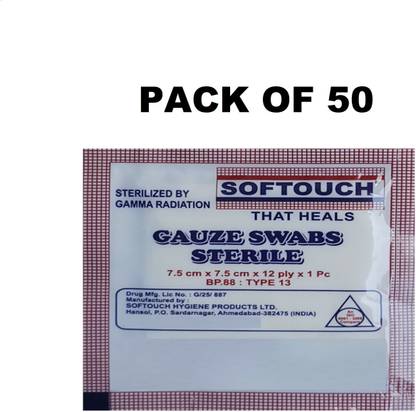 PACK OF 50
STERILIZED BY
GAMMA RADIATION
SOFTOUCH
THAT HEALS
GAUZE SWABS
STERILE
7.5 cm x 7.5 cm x 12 ply x 1 Pc
BP.88 : TYPE 13
Drug Mfg. Lic No. : G/25/ 887
Manufactured by :
SOFTOUCH HYGIENE PRODUCTS LTD.
Hansol, P.O. Sardarnagar, Ahmedabad-382475 (INDIA)